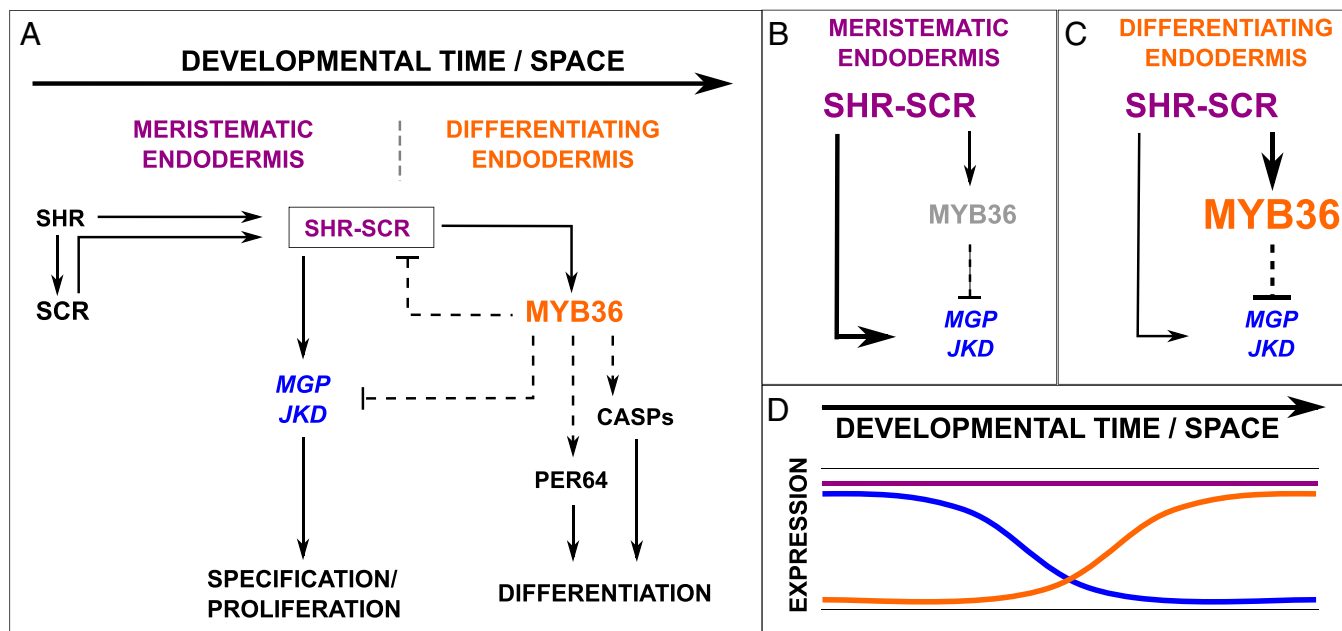 A
DEVELOPMENTAL TIME / SPACE
MERISTEMATIC
ENDODERMIS
DIFFERENTIATING
ENDODERMIS
SHR
SHR-SCR
SCR
MYB36
MGP
JKD
CASPs
PER64
SPECIFICATION/
PROLIFERATION
DIFFERENTIATION
B
MERISTEMATIC
ENDODERMIS
SHR-SCR
MYB36
MGP
JKD
C
DIFFERENTIATING
ENDODERMIS
SHR-SCR
MYB36
MGP
JKD
D
DEVELOPMENTAL TIME / SPACE
EXPRESSION